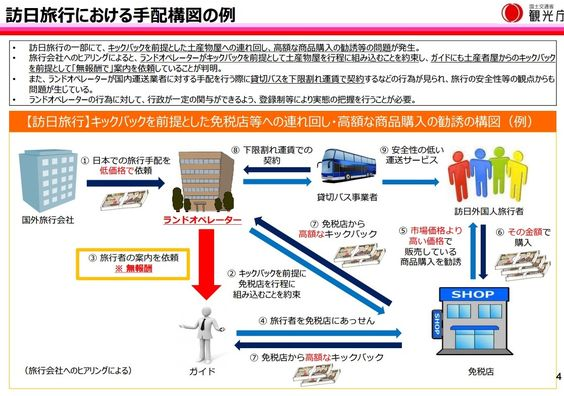 訪日旅行における手配構図の例
国土交通省
観光庁
• 訪日旅行の一部にて、キックバックを前提とした土産物屋への連れ回し、高額な商品購入の勧誘等の問題が発生。
• 旅行会社へのヒアリングによると、ランドオペレーターがキックバックを前提として土産物屋を行程に組み込むことを約束し、ガイドにも土産者屋からのキックバック
を前提として「無報酬で」案内を依頼していることが判明。
• また、ランドオペレーターが国内運送業者に対する手配を行う際に貸切バスを下限割れ運賃で契約するなどの行為が見られ、旅行の安全性等の観点からも
問題が生じている。
• ランドオペレーターの行為に対して、行政が一定の関与ができるよう、登録制等により実態の把握を行うことが必要。
【訪日旅行】キックバックを前提とした免税店等への連れ回し・高額な商品購入の勧誘の構図（例）
① 日本での旅行手配を
低価格で依頼
国外旅行会社
ランドオペレーター
⑧ 下限割れ運賃での
契約
貸切バス事業者
⑨ 安全性の低い
運送サービス
訪日外国人旅行者
⑦ 免税店から
高額なキックバック
⑤ 市場価格より
高い価格で
販売している
商品購入を勧誘
⑥ その金額で
購入
③ 旅行者の案内を依頼
※ 無報酬
② キックバックを前提に
免税店を行程に
組み込むことを約束
④ 旅行者を免税店にあっせん
⑦ 免税店から高額なキックバック
SHOP
SHOP
（旅行会社へのヒアリングによる）
ガイド
免税店
4